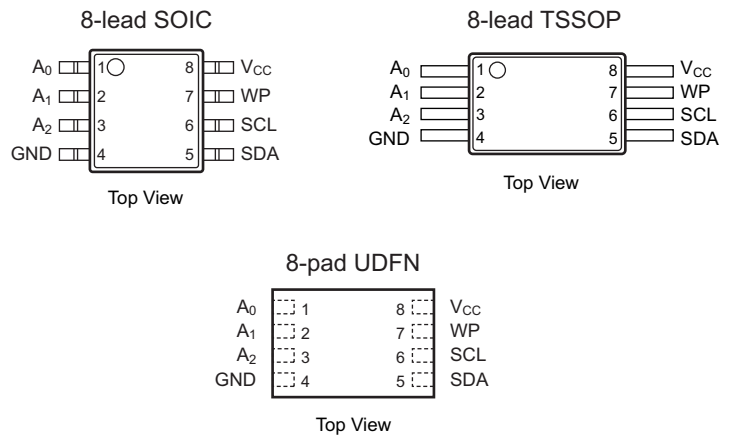 8-lead SOIC
A₀ 1 8 V_CC
A₁ 2 7 WP
A₂ 3 6 SCL
GND 4 5 SDA
Top View
8-lead TSSOP
A₀ 1 8 V_CC
A₁ 2 7 WP
A₂ 3 6 SCL
GND 4 5 SDA
Top View
8-pad UDFN
A₀ 1 8 V_CC
A₁ 2 7 WP
A₂ 3 6 SCL
GND 4 5 SDA
Top View